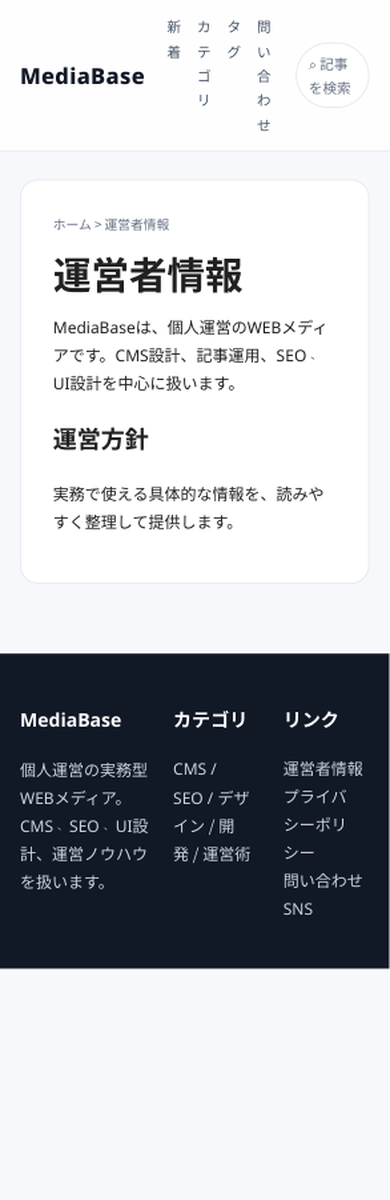 MediaBase
新着
カテゴリ
タグ
問い合わせ
⌕ 記事
を検索
ホーム > 運営者情報
運営者情報
MediaBaseは、個人運営のWEBメディ
アです。CMS設計、記事運用、SEO、
UI設計を中心に扱います。
運営方針
実務で使える具体的な情報を、読みや
すく整理して提供します。
MediaBase
個人運営の実務型
WEBメディア。
CMS、SEO、UI設
計、運営ノウハウ
を扱います。
カテゴリ
CMS /
SEO / デザ
イン / 開
発 / 運営術
リンク
運営者情報
プライバ
シーポリ
シー
問い合わせ
SNS